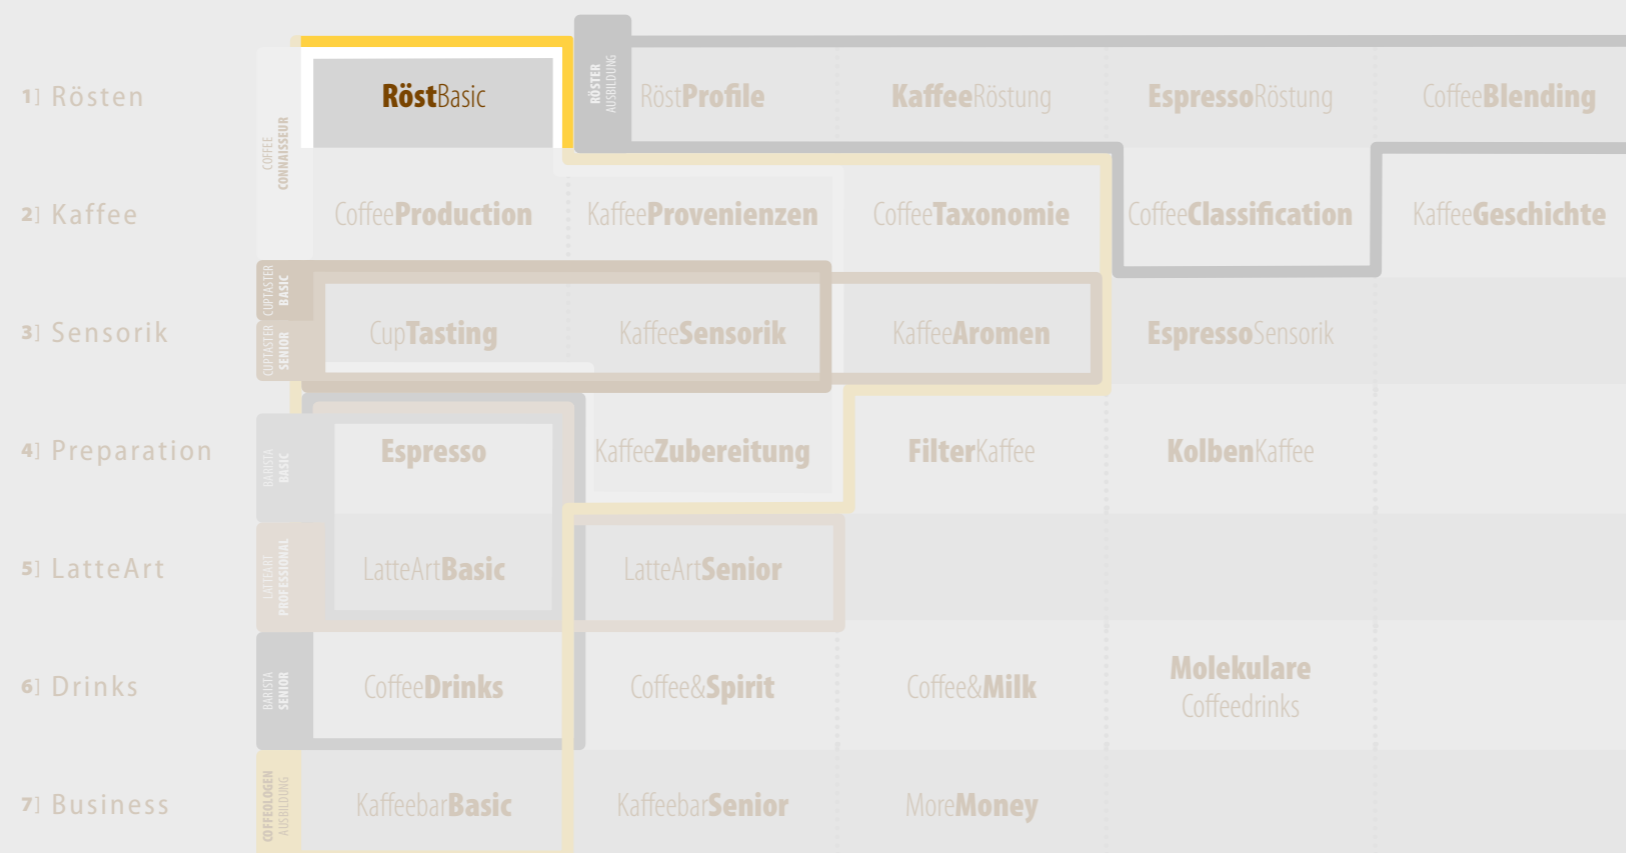 RÖSTER
AUSBILDUNG
1] Rösten
RöstBasic
RöstProfile
KaffeeRöstung
EspressoRöstung
CoffeeBlending
COFFEE
CONNAISSEUR
2] Kaffee
CoffeeProduction
KaffeeProvenienzen
CoffeeTaxonomie
CoffeeClassification
KaffeeGeschichte
CUPTASTER
BASIC
3] Sensorik
CUPTASTER
SENIOR
CupTasting
KaffeeSensorik
KaffeeAromen
EspressoSensorik
4] Preparation
BARISTA
BASIC
Espresso
KaffeeZubereitung
FilterKaffee
KolbenKaffee
5] LatteArt
LATTEART
PROFESSIONAL
LatteArtBasic
LatteArtSenior
6] Drinks
BARISTA
SENIOR
CoffeeDrinks
Coffee&Spirit
Coffee&Milk
Molekulare
Coffeedrinks
7] Business
COFFEOLOGEN
AUSBILDUNG
KaffeebarBasic
KaffeebarSenior
MoreMoney